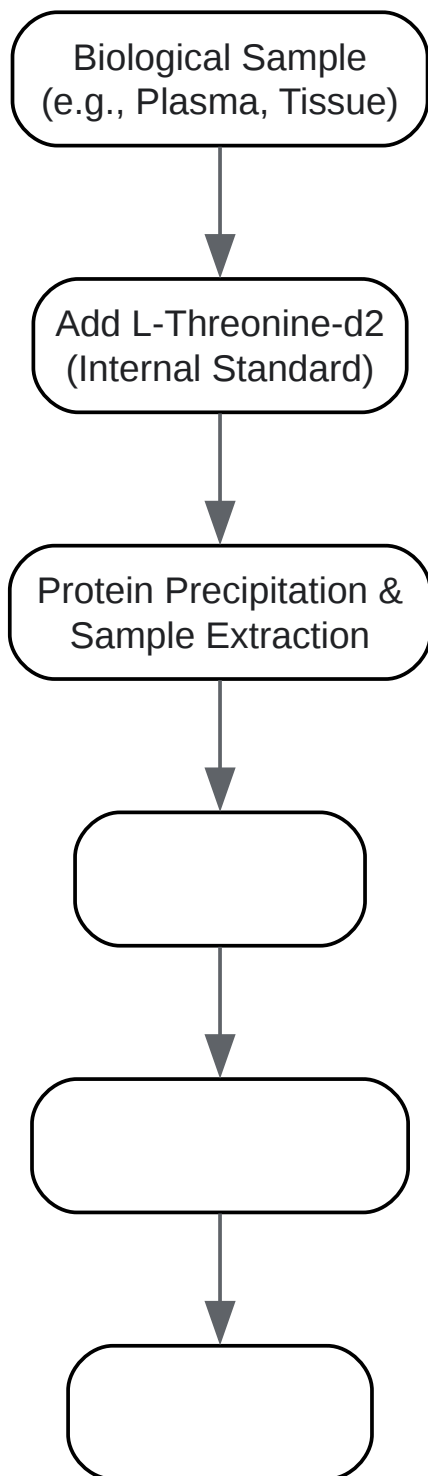 Biological Sample
(e.g., Plasma, Tissue)
Add L-Threonine-d2
(Internal Standard)
Protein Precipitation &
Sample Extraction